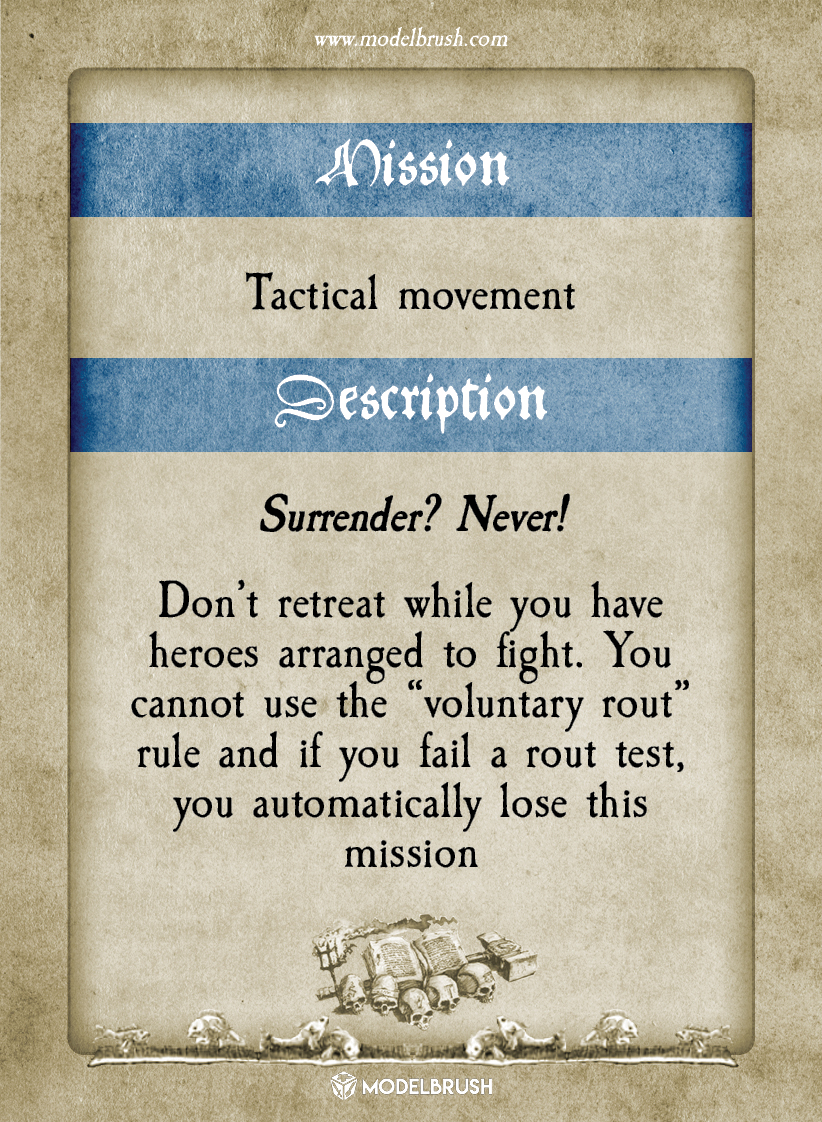 www.modelbrush.com
Mission
Tactical movement
Description
Surrender? Never!
Don't retreat while you have
heroes arranged to fight. You
cannot use the “voluntary rout”
rule and if you fail a rout test,
you automatically lose this
mission
MODELBRUSH